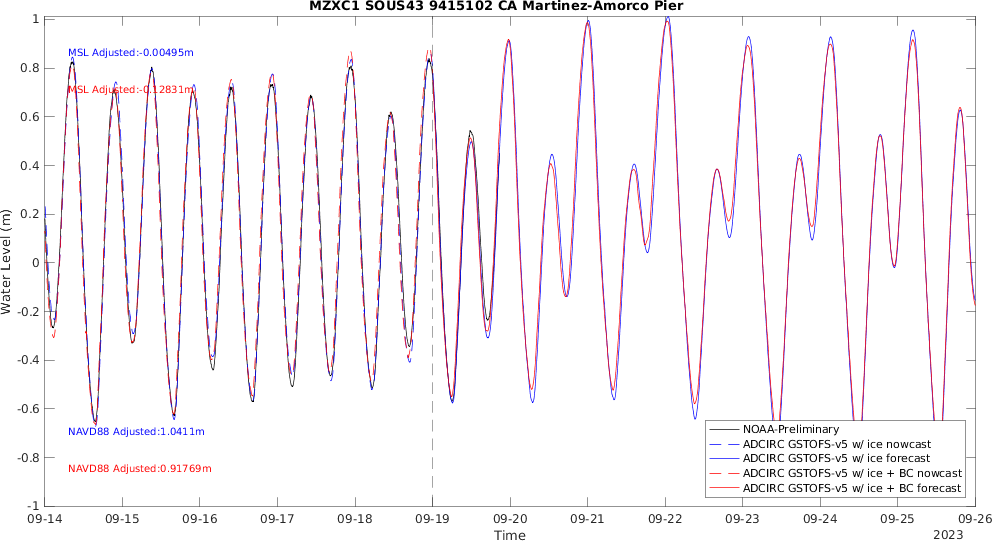 MZXC1 SOUS43 9415102 CA Martinez-Amorco Pier
1
0.8
0.6
0.4
0.2
0
-0.2
-0.4
-0.6
-0.8
-1
Water Level (m)
MSL Adjusted:-0.00495m
MSL Adjusted:-0.12831m
NAVD88 Adjusted:1.0411m
NAVD88 Adjusted:0.91769m
NOAA-Preliminary
ADCIRC GSTOFS-v5 w/ ice nowcast
ADCIRC GSTOFS-v5 w/ ice forecast
ADCIRC GSTOFS-v5 w/ ice + BC nowcast
ADCIRC GSTOFS-v5 w/ ice + BC forecast
09-14 09-15 09-16 09-17 09-18 09-19 09-20 09-21 09-22 09-23 09-24 09-25 09-26
Time
2023